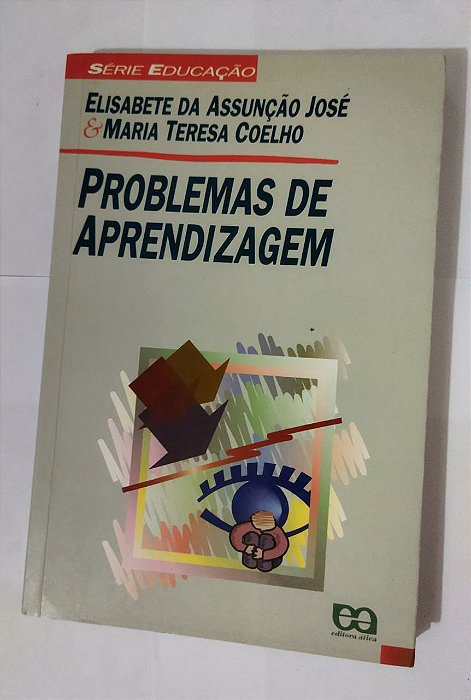 SÉRIE EDUCAÇÃO
ELISABETE DA ASSUNÇÃO JOSÉ
& MARIA TERESA COELHO
PROBLEMAS DE
APRENDIZAGEM
editora ática